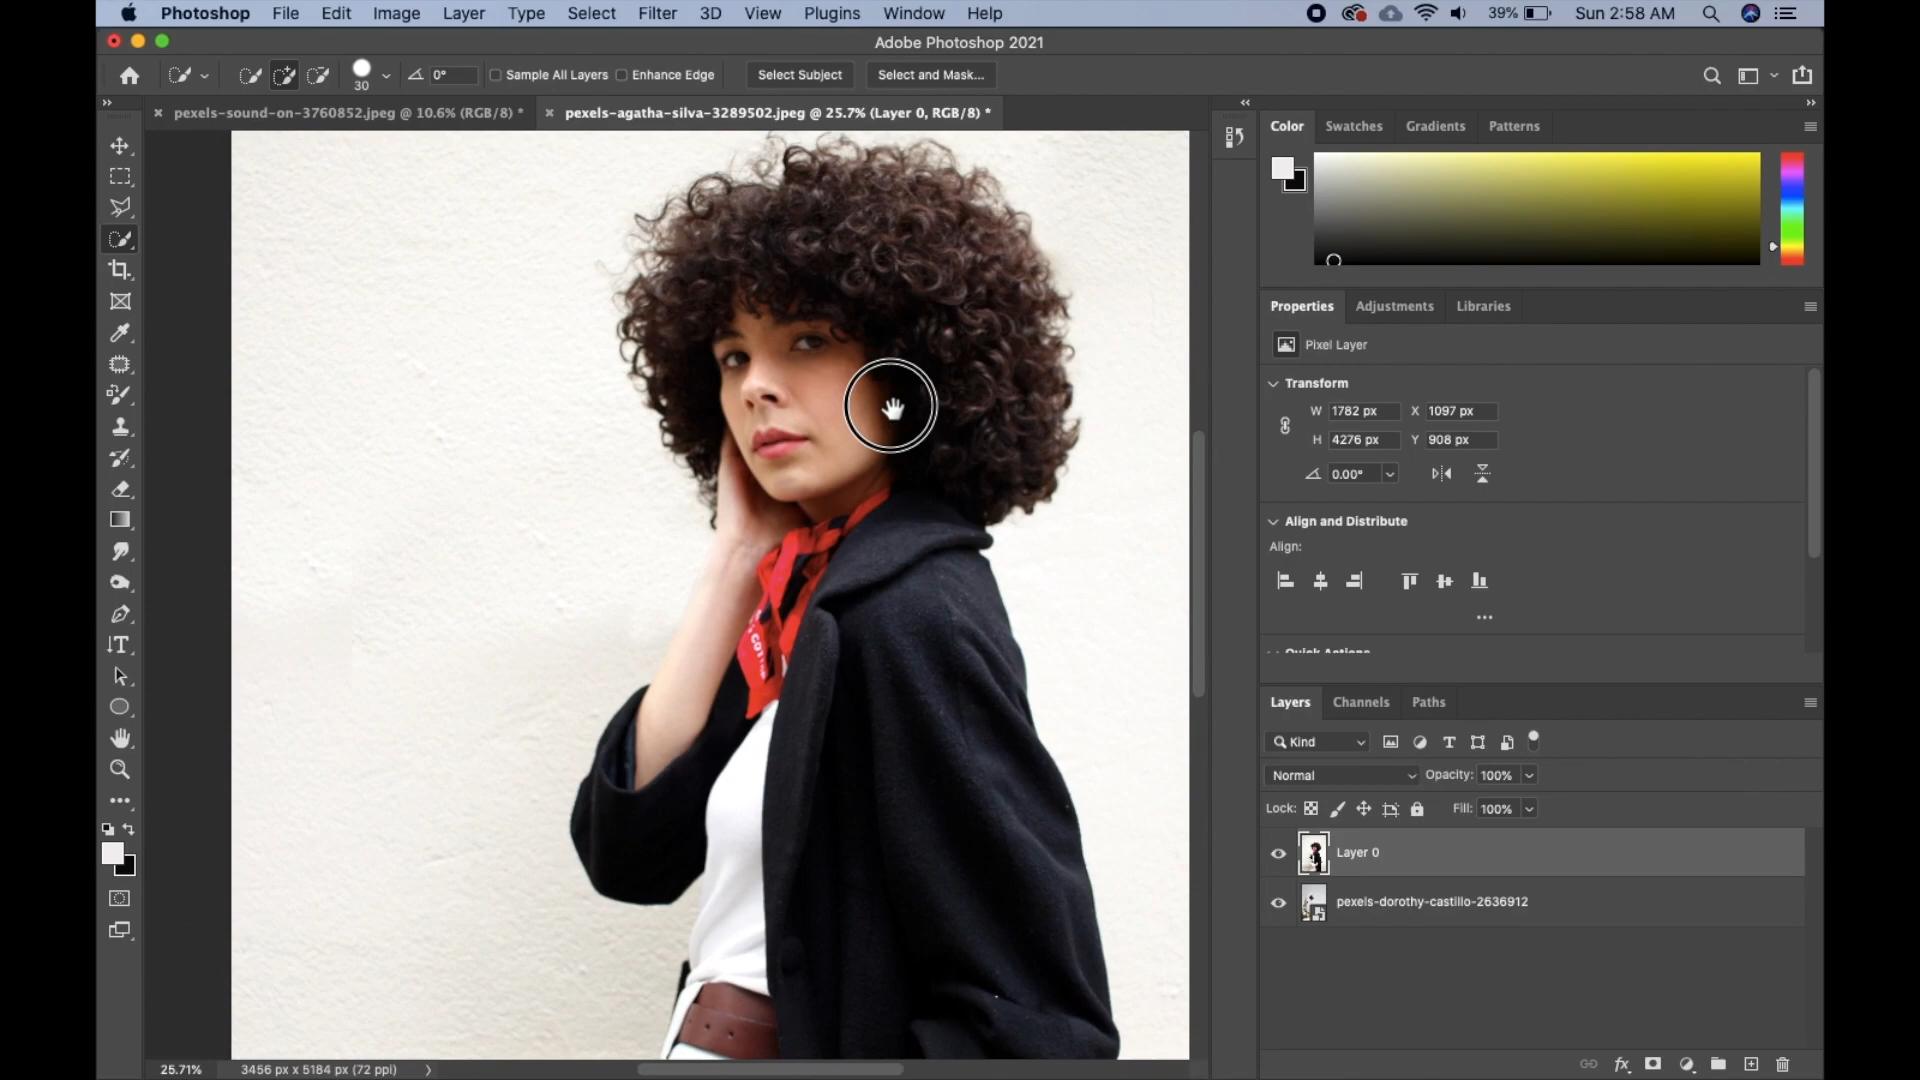 Photoshop File Edit Image Layer Type Select Filter 3D View Plugins Window Help 39% Sun 2:58 AM
Adobe Photoshop 2021
30 0° Sample All Layers Enhance Edge Select Subject Select and Mask...
pexels-sound-on-3760852.jpeg @ 10.6% (RGB/8) * pexels-agatha-silva-3289502.jpeg @ 25.7% (Layer 0, RGB/8) *
Color Swatches Gradients Patterns
Properties Adjustments Libraries
Pixel Layer
Transform
W 1782 px X 1097 px
H 4276 px Y 908 px
0.00°
Align and Distribute
Align:
Quick Actions
Layers Channels Paths
Kind
Normal Opacity: 100%
Lock: Fill: 100%
Layer 0
pexels-dorothy-castillo-2636912
fx
25.71% 3456 px x 5184 px (72 ppi)